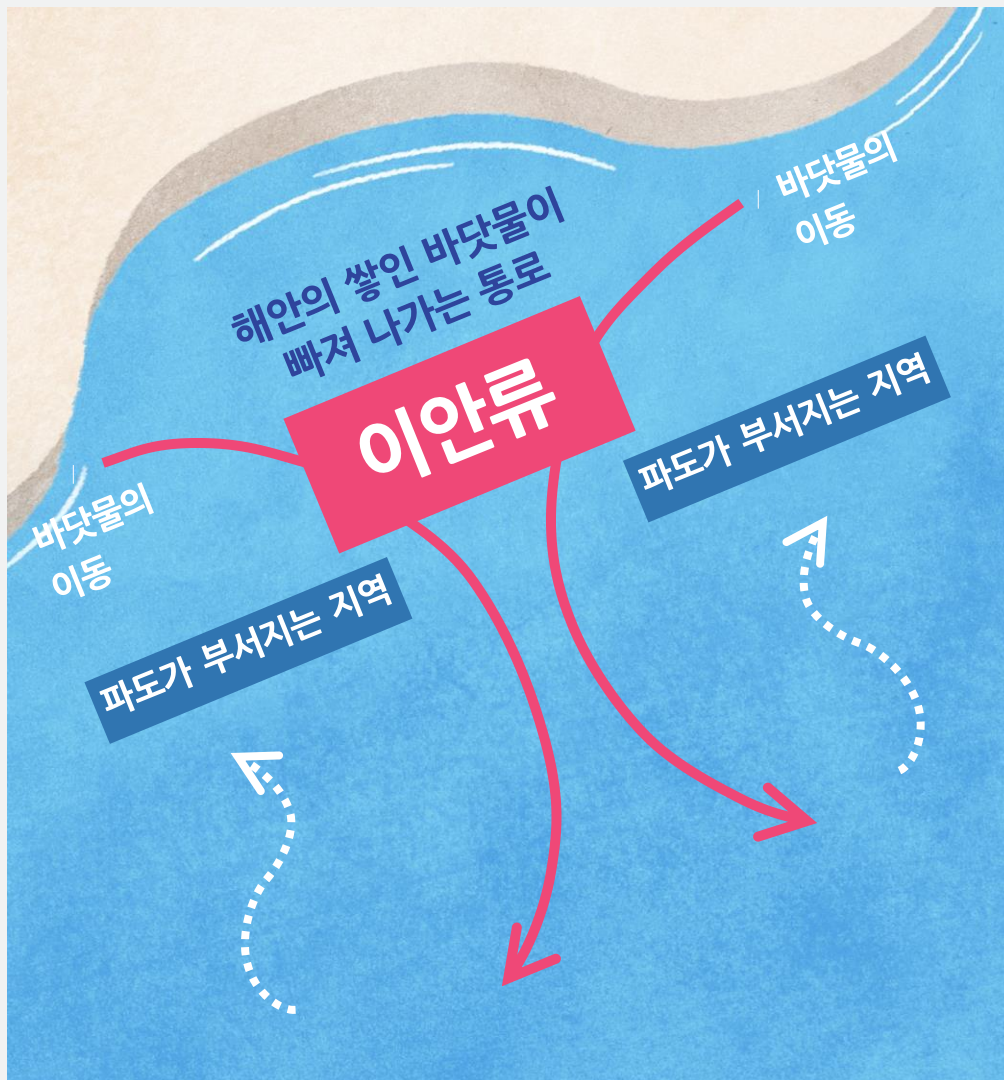 바닷물의
이동
해안의 쌓인 바닷물이
빠져 나가는 통로
이안류
파도가 부서지는 지역
바닷물의
이동
파도가 부서지는 지역